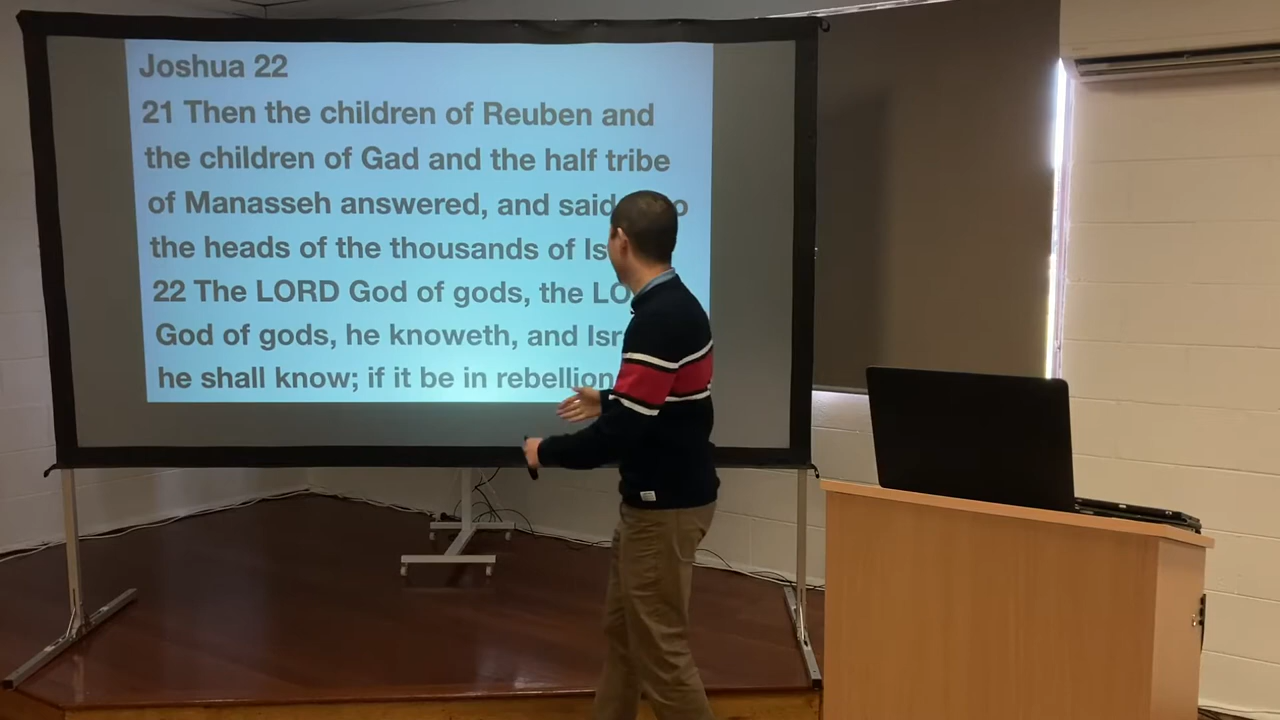 Joshua 22
21 Then the children of Reuben and
the children of Gad and the half tribe
of Manasseh answered, and said
the heads of the thousands of
22 The LORD God of gods, the
God of gods, he knoweth, and
he shall know; if it be in rebellion